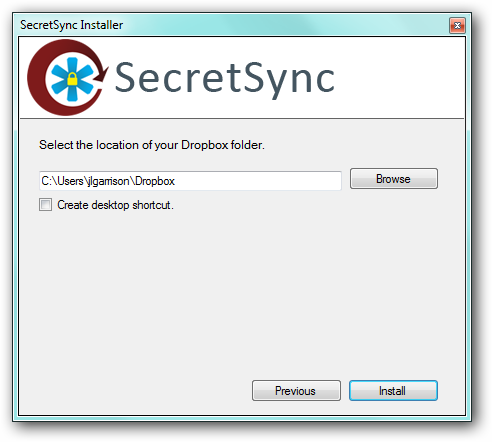 SecretSync Installer
SecretSync
Select the location of your Dropbox folder.
C:\Users\jlgarrison\Dropbox
Browse
Create desktop shortcut.
Previous
Install